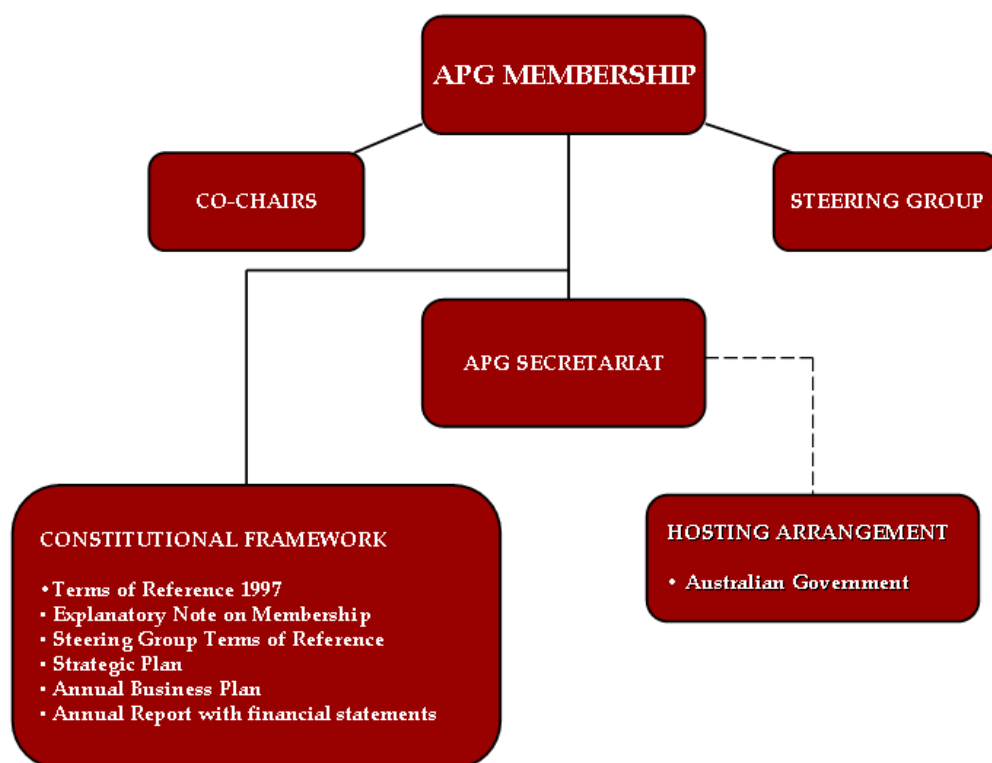 APG MEMBERSHIP
CO-CHAIRS
STEERING GROUP
APG SECRETARIAT
CONSTITUTIONAL FRAMEWORK
• Terms of Reference 1997
▪ Explanatory Note on Membership
▪ Steering Group Terms of Reference
▪ Strategic Plan
▪ Annual Business Plan
▪ Annual Report with financial statements
HOSTING ARRANGEMENT
• Australian Government